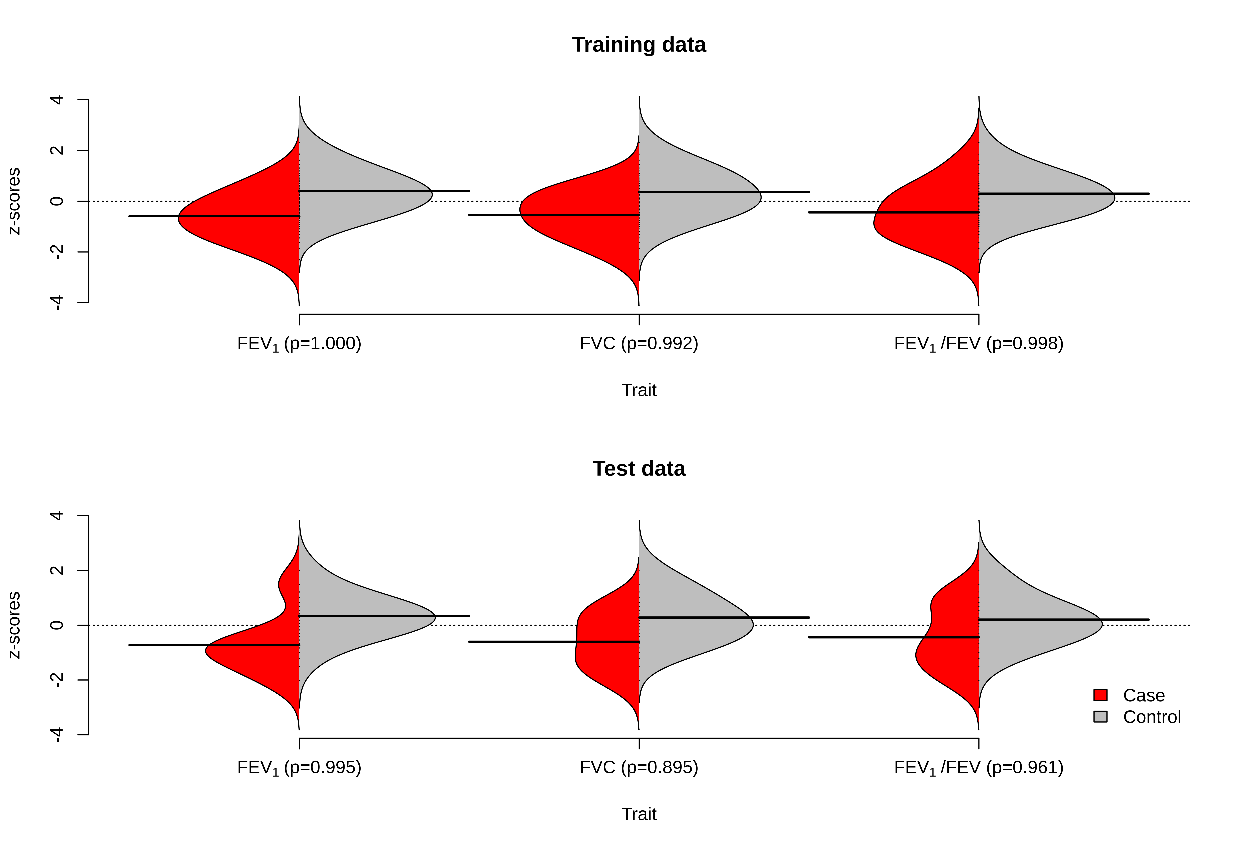 Training data
4
2
0
-2
-4
z-scores
FEV1 (p=1.000) FVC (p=0.992) FEV1 /FEV (p=0.998)
Trait
Test data
4
2
0
-2
-4
z-scores
Case
Control
FEV1 (p=0.995) FVC (p=0.895) FEV1 /FEV (p=0.961)
Trait